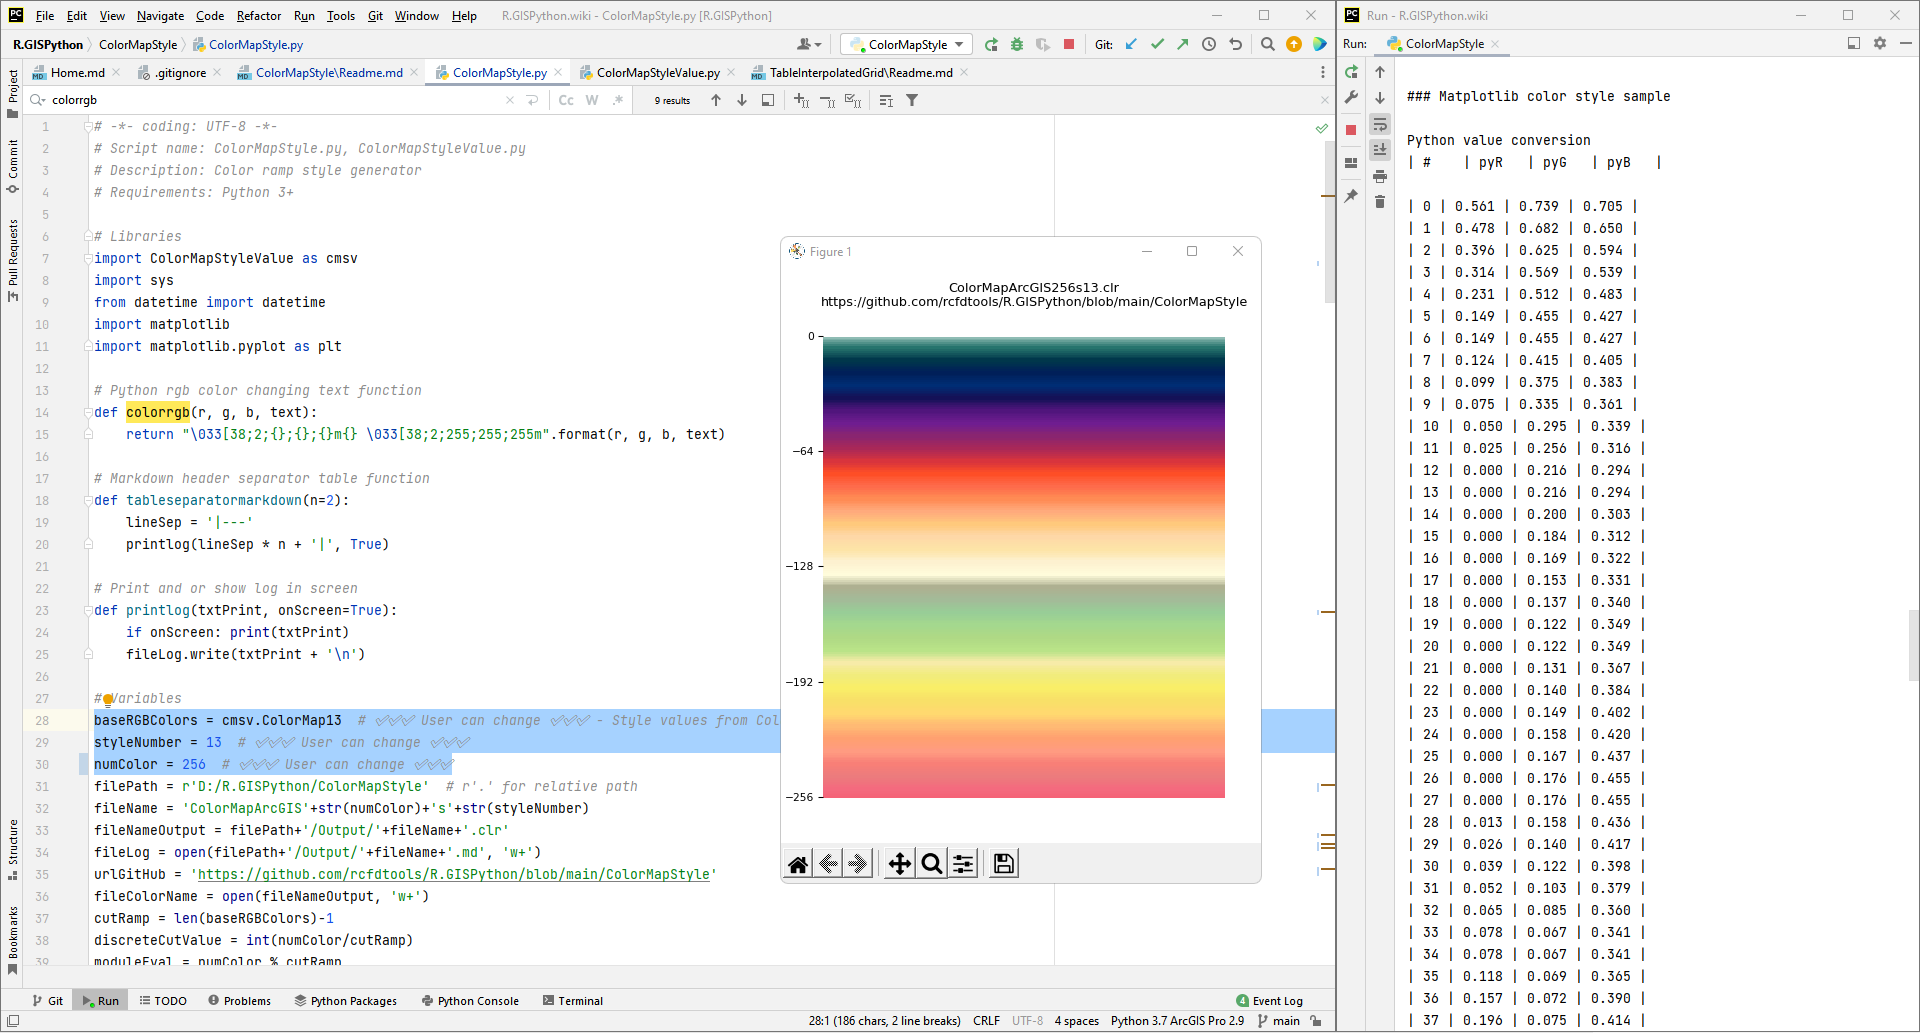 File Edit View Navigate Code Refactor Run Tools Git Window Help R.GISPython.wiki - ColorMapStyle.py [R.GISPython]
R.GISPython ColorMapStyle ColorMapStyle.py ColorMapStyle Git:
Home.md .gitignore ColorMapStyle\Readme.md ColorMapStyle.py ColorMapStyleValue.py TableInterpolatedGrid\Readme.md
colorrgb Cc W .* 9 results
Project
Commit
Pull Requests
Structure
Bookmarks
1 # -*- coding: UTF-8 -*-
2 # Script name: ColorMapStyle.py, ColorMapStyleValue.py
3 # Description: Color ramp style generator
4 # Requirements: Python 3+
5
6 # Libraries
7 import ColorMapStyleValue as cmsv
8 import sys
9 from datetime import datetime
10 import matplotlib
11 import matplotlib.pyplot as plt
12
13 # Python rgb color changing text function
14 def colorrgb(r, g, b, text):
15 return "\033[38;2;{};{};{}m{} \033[38;2;255;255;255m".format(r, g, b, text)
16
17 # Markdown header separator table function
18 def tableseparatormarkdown(n=2):
19 lineSep = '|---'
20 printlog(lineSep * n + '|', True)
21
22 # Print and or show log in screen
23 def printlog(txtPrint, onScreen=True):
24 if onScreen: print(txtPrint)
25 fileLog.write(txtPrint + '\n')
26
27 # Variables
28 baseRGBColors = cmsv.ColorMap13 # ✅✅✅ User can change ✅✅✅ - Style values from Col
29 styleNumber = 13 # ✅✅✅ User can change ✅✅✅
30 numColor = 256 # ✅✅✅ User can change ✅✅✅
31 filePath = r'D:/R.GISPython/ColorMapStyle' # r'.' for relative path
32 fileName = 'ColorMapArcGIS'+str(numColor)+'s'+str(styleNumber)
33 fileNameOutput = filePath+'/Output/'+fileName+'.clr'
34 fileLog = open(filePath+'/Output/'+fileName+'.md', 'w+')
35 urlGitHub = 'https://github.com/rcfdtools/R.GISPython/blob/main/ColorMapStyle'
36 fileColorName = open(fileNameOutput, 'w+')
37 cutRamp = len(baseRGBColors)-1
38 discreteCutValue = int(numColor/cutRamp)
39 moduleEval = numColor % cutRamp
Figure 1
ColorMapArcGIS256s13.clr
https://github.com/rcfdtools/R.GISPython/blob/main/ColorMapStyle
0
−64
−128
−192
−256
Git Run TODO Problems Python Packages Python Console Terminal 4 Event Log
28:1 (186 chars, 2 line breaks) CRLF UTF-8 4 spaces Python 3.7 ArcGIS Pro 2.9 main
Run - R.GISPython.wiki
Run: ColorMapStyle
### Matplotlib color style sample
Python value conversion
| # | pyR | pyG | pyB |
| 0 | 0.561 | 0.739 | 0.705 |
| 1 | 0.478 | 0.682 | 0.650 |
| 2 | 0.396 | 0.625 | 0.594 |
| 3 | 0.314 | 0.569 | 0.539 |
| 4 | 0.231 | 0.512 | 0.483 |
| 5 | 0.149 | 0.455 | 0.427 |
| 6 | 0.149 | 0.455 | 0.427 |
| 7 | 0.124 | 0.415 | 0.405 |
| 8 | 0.099 | 0.375 | 0.383 |
| 9 | 0.075 | 0.335 | 0.361 |
| 10 | 0.050 | 0.295 | 0.339 |
| 11 | 0.025 | 0.256 | 0.316 |
| 12 | 0.000 | 0.216 | 0.294 |
| 13 | 0.000 | 0.216 | 0.294 |
| 14 | 0.000 | 0.200 | 0.303 |
| 15 | 0.000 | 0.184 | 0.312 |
| 16 | 0.000 | 0.169 | 0.322 |
| 17 | 0.000 | 0.153 | 0.331 |
| 18 | 0.000 | 0.137 | 0.340 |
| 19 | 0.000 | 0.122 | 0.349 |
| 20 | 0.000 | 0.122 | 0.349 |
| 21 | 0.000 | 0.131 | 0.367 |
| 22 | 0.000 | 0.140 | 0.384 |
| 23 | 0.000 | 0.149 | 0.402 |
| 24 | 0.000 | 0.158 | 0.420 |
| 25 | 0.000 | 0.167 | 0.437 |
| 26 | 0.000 | 0.176 | 0.455 |
| 27 | 0.000 | 0.176 | 0.455 |
| 28 | 0.013 | 0.158 | 0.436 |
| 29 | 0.026 | 0.140 | 0.417 |
| 30 | 0.039 | 0.122 | 0.398 |
| 31 | 0.052 | 0.103 | 0.379 |
| 32 | 0.065 | 0.085 | 0.360 |
| 33 | 0.078 | 0.067 | 0.341 |
| 34 | 0.078 | 0.067 | 0.341 |
| 35 | 0.118 | 0.069 | 0.365 |
| 36 | 0.157 | 0.072 | 0.390 |
| 37 | 0.196 | 0.075 | 0.414 |